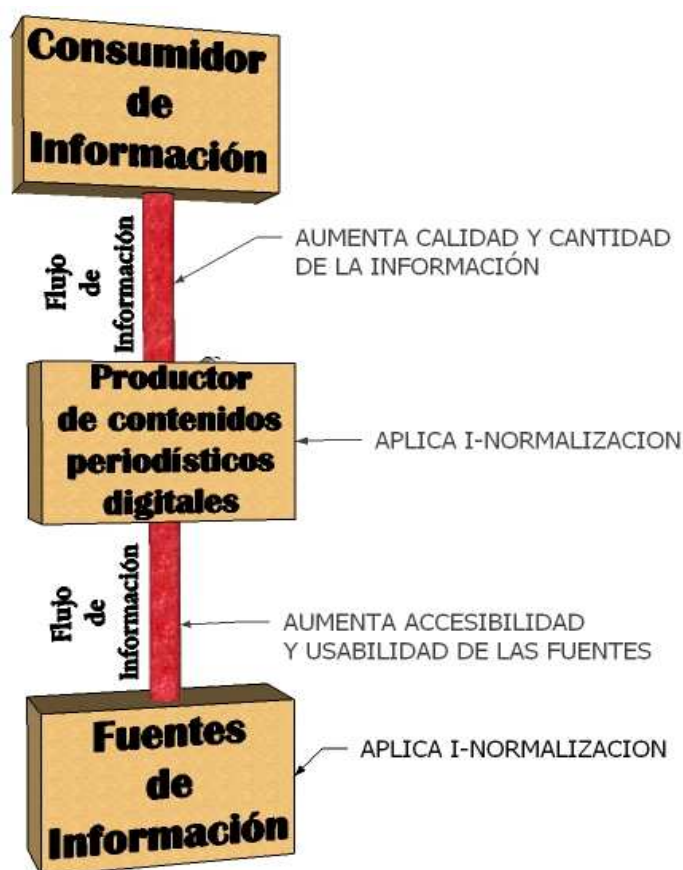 Consumidor
de
Información
Flujo
de
Información
AUMENTA CALIDAD Y CANTIDAD
DE LA INFORMACIÓN
Productor
de contenidos
periodísticos
digitales
APLICA I-NORMALIZACION
Flujo
de
Información
AUMENTA ACCESIBILIDAD
Y USABILIDAD DE LAS FUENTES
Fuentes
de
Información
APLICA I-NORMALIZACION